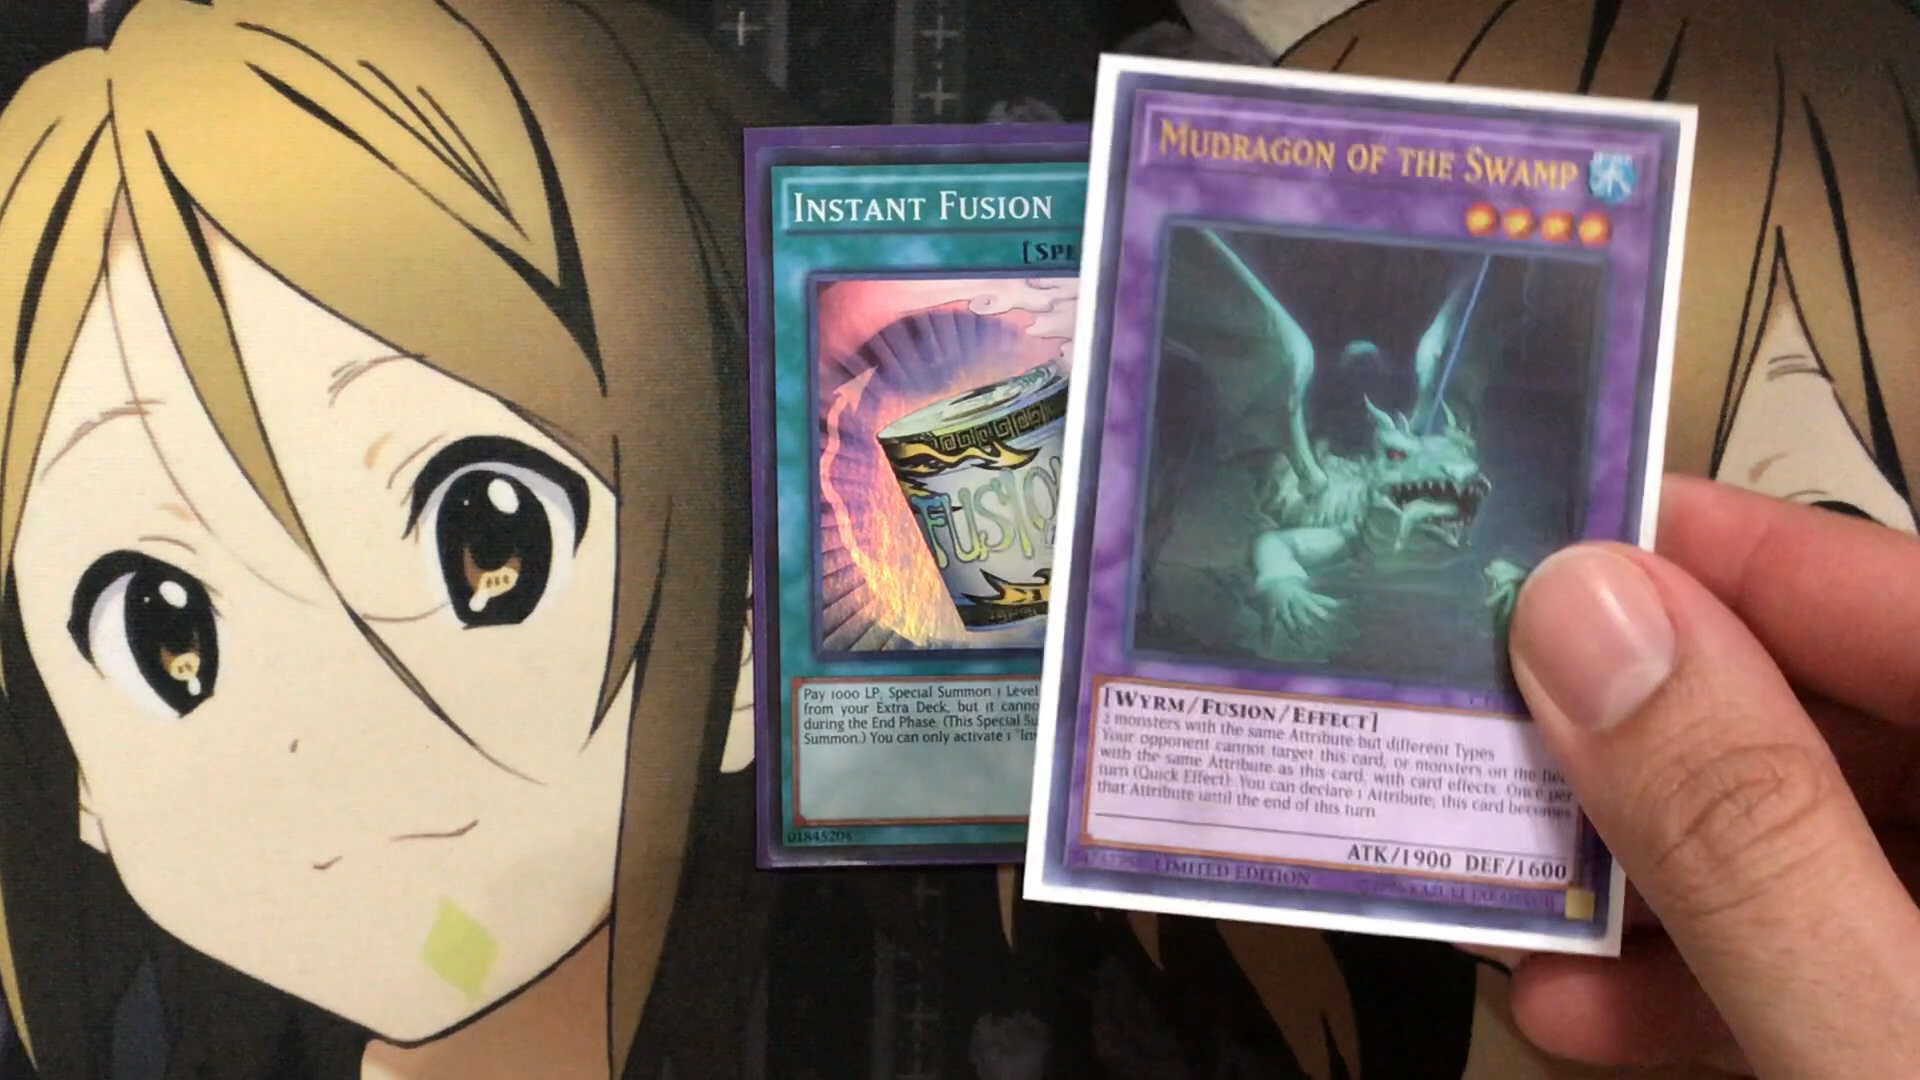 INSTANT FUSION
[SPE
FUSION
Pay 1000 LP; Special Summon 1 Level
from your Extra Deck, but it canno
during the End Phase. (This Special Su
Summon.) You can only activate 1 "In
01845204
MUDRAGON OF THE SWAMP
[WYRM/FUSION/EFFECT]
2 monsters with the same Attribute but different Types
Your opponent cannot target this card, or monsters on the fie
with the same Attribute as this card, with card effects. Once per
turn (Quick Effect): You can declare 1 Attribute; this card becomes
that Attribute until the end of this turn.
ATK/1900 DEF/1600
LIMITED EDITION